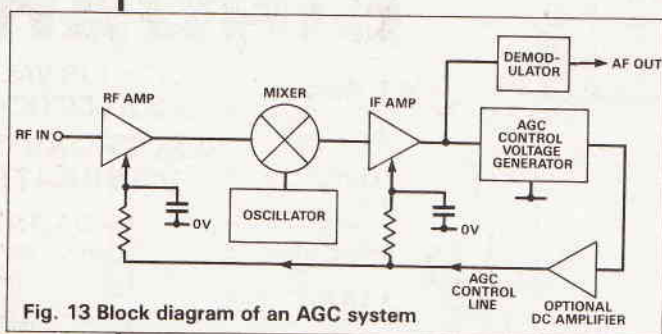 RF IN
RF AMP
MIXER
OSCILLATOR
IF AMP
DEMOD-
ULATOR
AF OUT
AGC
CONTROL
VOLTAGE
GENERATOR
0V
0V
AGC
CONTROL
LINE
OPTIONAL
DC AMPLIFIER
Fig. 13 Block diagram of an AGC system